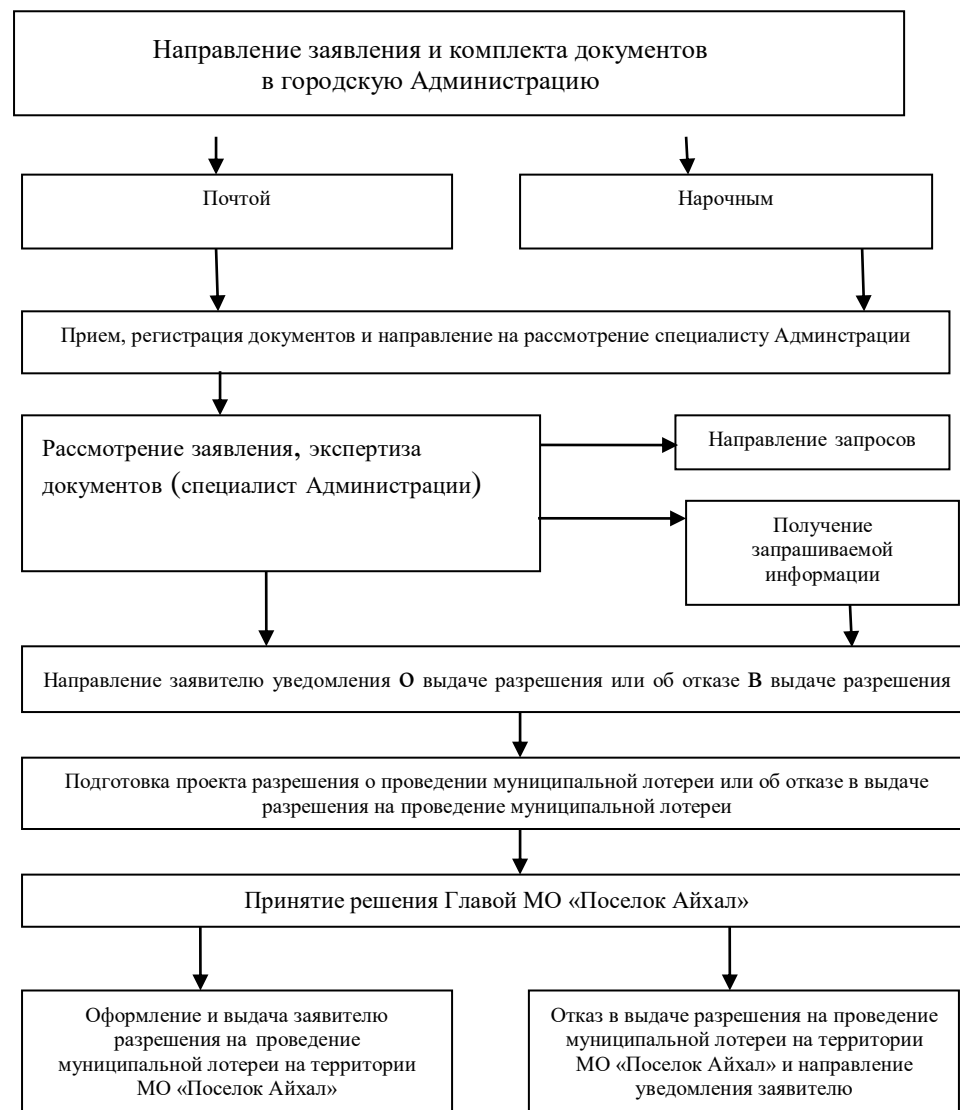 Направление заявления и комплекта документов
в городскую Администрацию
Почтой
Нарочным
Прием, регистрация документов и направление на рассмотрение специалисту Админстрации
Рассмотрение заявления, экспертиза
документов (специалист Администрации)
Направление запросов
Получение
запрашиваемой
информации
Направление заявителю уведомления о выдаче разрешения или об отказе в выдаче разрешения
Подготовка проекта разрешения о проведении муниципальной лотереи или об отказе в выдаче
разрешения на проведение муниципальной лотереи
Принятие решения Главой МО «Поселок Айхал»
Оформление и выдача заявителю
разрешения на проведение
муниципальной лотереи на территории
МО «Поселок Айхал»
Отказ в выдаче разрешения на проведение
муниципальной лотереи на территории
МО «Поселок Айхал» и направление
уведомления заявителю